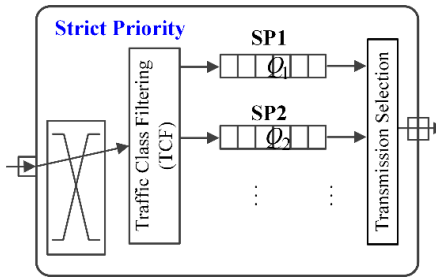 Strict Priority
SP1
Q1
SP2
Q2
Traffic Class Filtering
(TCF)
Transmission Selection